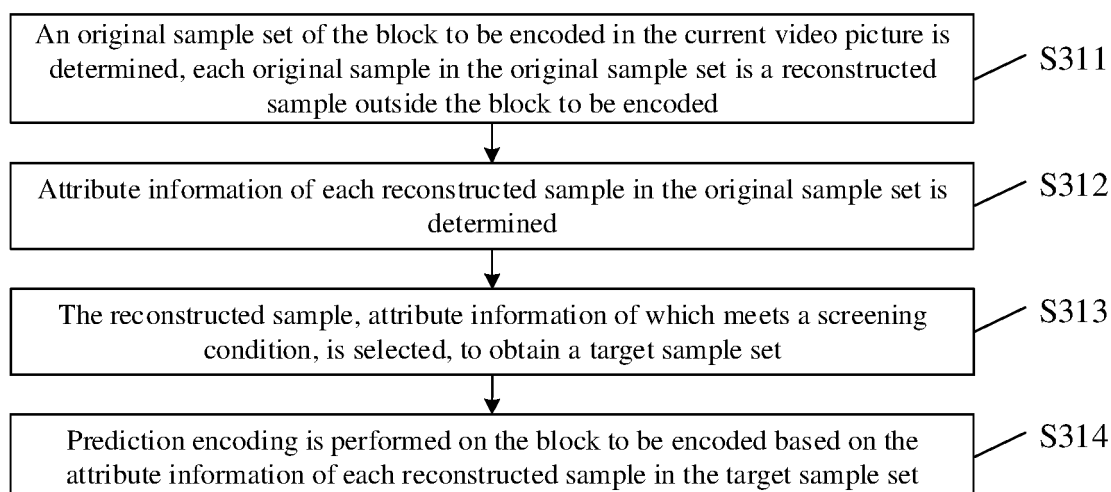 An original sample set of the block to be encoded in the current video picture is
determined, each original sample in the original sample set is a reconstructed
sample outside the block to be encoded
S311
Attribute information of each reconstructed sample in the original sample set is
determined
S312
The reconstructed sample, attribute information of which meets a screening
condition, is selected, to obtain a target sample set
S313
Prediction encoding is performed on the block to be encoded based on the
attribute information of each reconstructed sample in the target sample set
S314